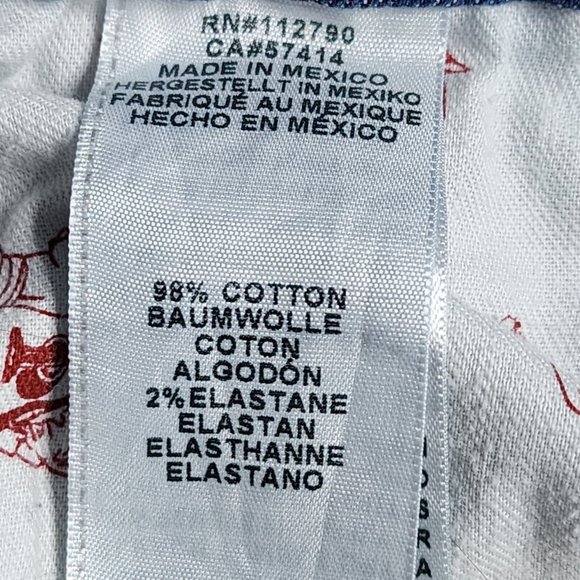 RN#112790
CA#57414
MADE IN MEXICO
HERGESTELLT IN MEXIKO
FABRIQUÉ AU MEXIQUE
HECHO EN MÉXICO
98% COTTON
BAUMWOLLE
COTON
ALGODÓN
2% ELASTANE
ELASTAN
ELASTHANNE
ELASTANO